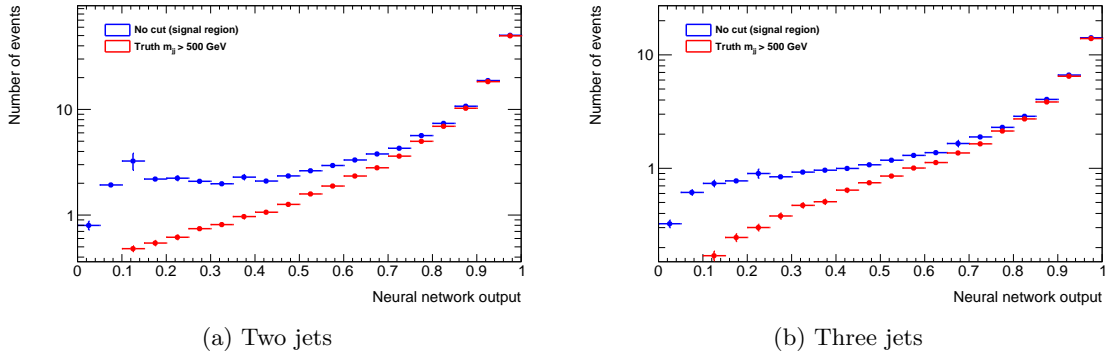 Number of events
No cut (signal region)
Truth m_jj > 500 GeV
10
1
0 0.1 0.2 0.3 0.4 0.5 0.6 0.7 0.8 0.9 1
Neural network output
(a) Two jets
Number of events
No cut (signal region)
Truth m_jj > 500 GeV
10
1
0 0.1 0.2 0.3 0.4 0.5 0.6 0.7 0.8 0.9 1
Neural network output
(b) Three jets